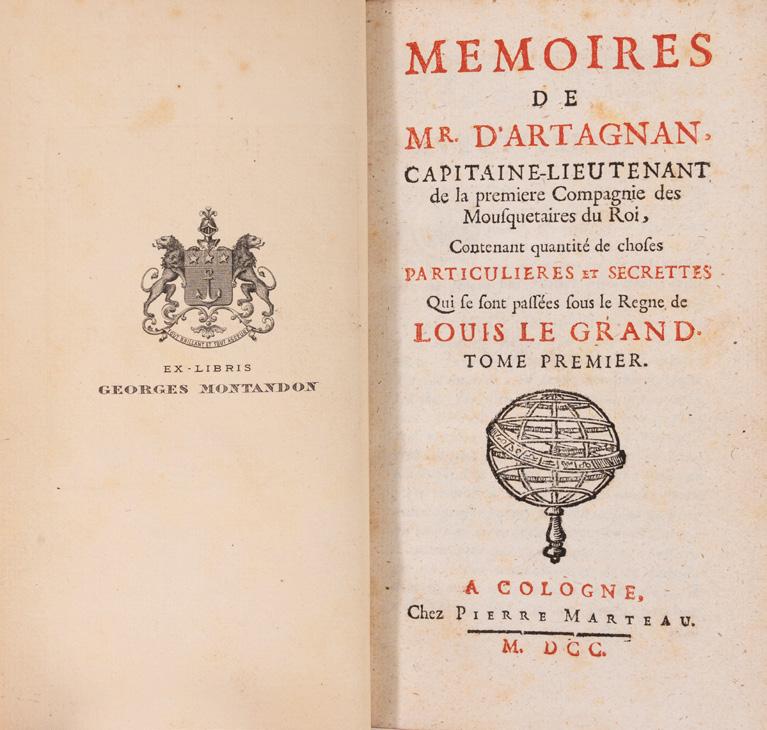 EX-LIBRIS
GEORGES MONTANDON
MEMOIRES
DE
MR. D'ARTAGNAN,
CAPITAINE-LIEUTENANT
de la premiere Compagnie des
Mouſquetaires du Roi,
Contenant quantité de choſes
PARTICULIERES ET SECRETTES
Qui ſe ſont paſſées ſous le Regne de
LOUIS LE GRAND.
TOME PREMIER.
A COLOGNE,
Chez PIERRE MARTEAU.
M. DCC.